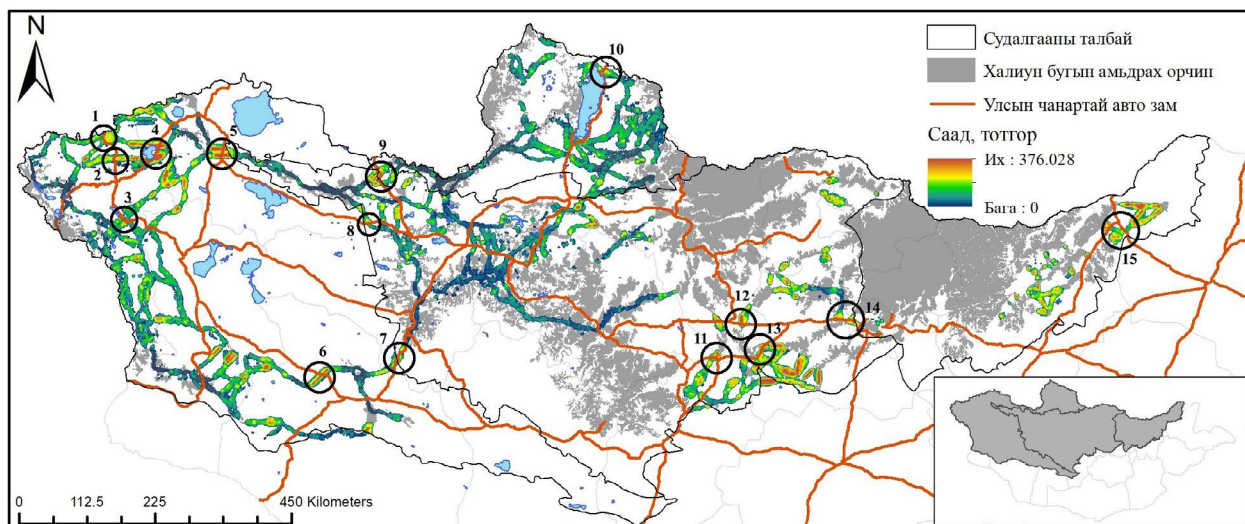 N
Судалгааны талбай
Халиун бугын амьдрах орчин
Улсын чанартай авто зам
Саад, тотгор
Их : 376.028
Бага : 0
10
1
4
5
2
9
3
8
15
12
14
13
11
7
6
0 112.5 225 450 Kilometers